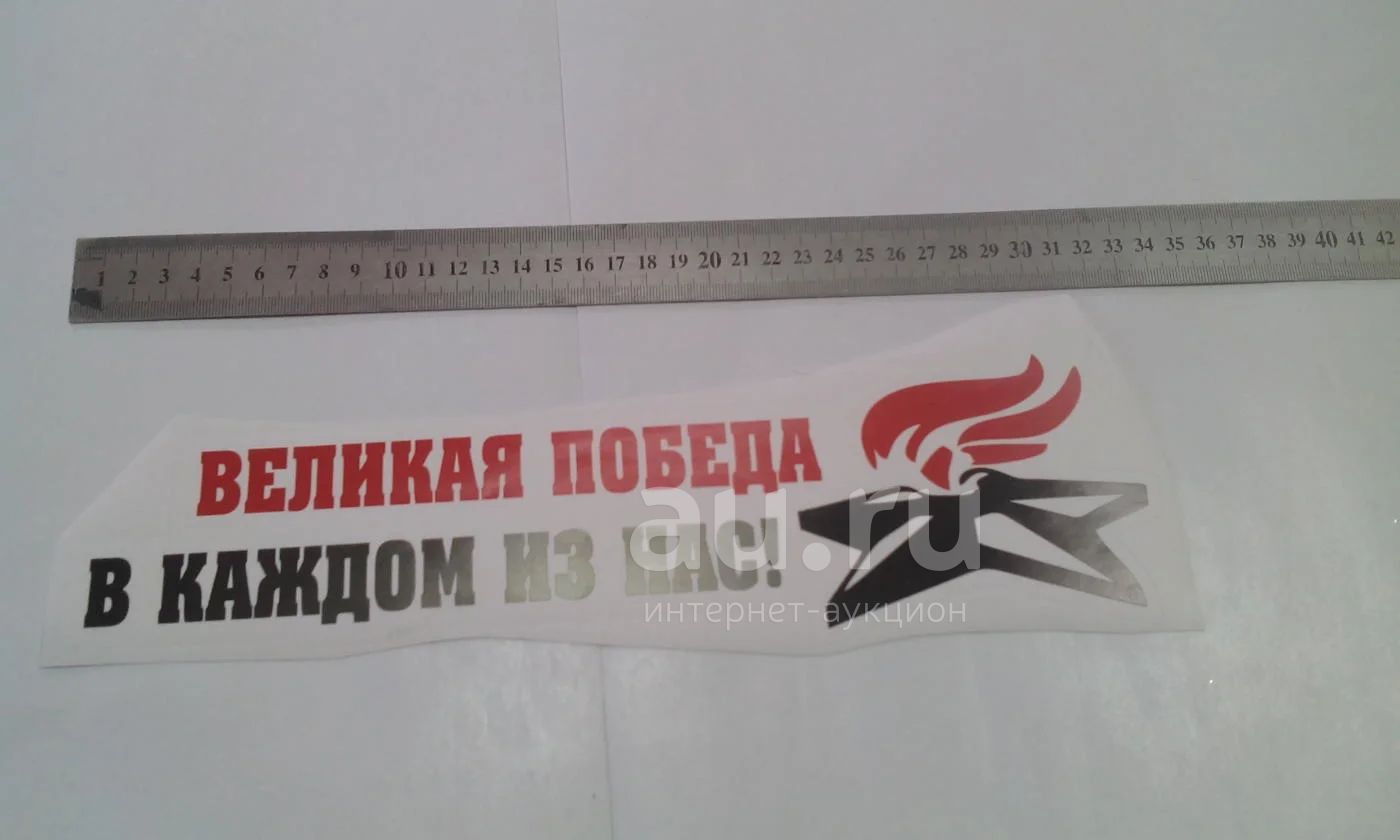 1 2 3 4 5 6 7 8 9 10 11 12 13 14 15 16 17 18 19 20 21 22 23 24 25 26 27 28 29 30 31 32 33 34 35 36 37 38 39 40 41 42
ВЕЛИКАЯ ПОБЕДА
В КАЖДОМ ИЗ НАС!
au.ru
интернет-аукцион